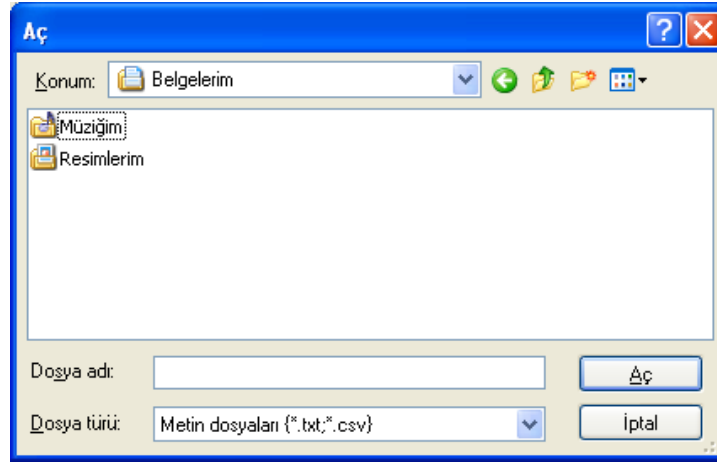 Aç
Konum: Belgelerim
Müziğim
Resimlerim
Dosya adı: Aç
Dosya türü: Metin dosyaları {*.txt;*.csv} İptal